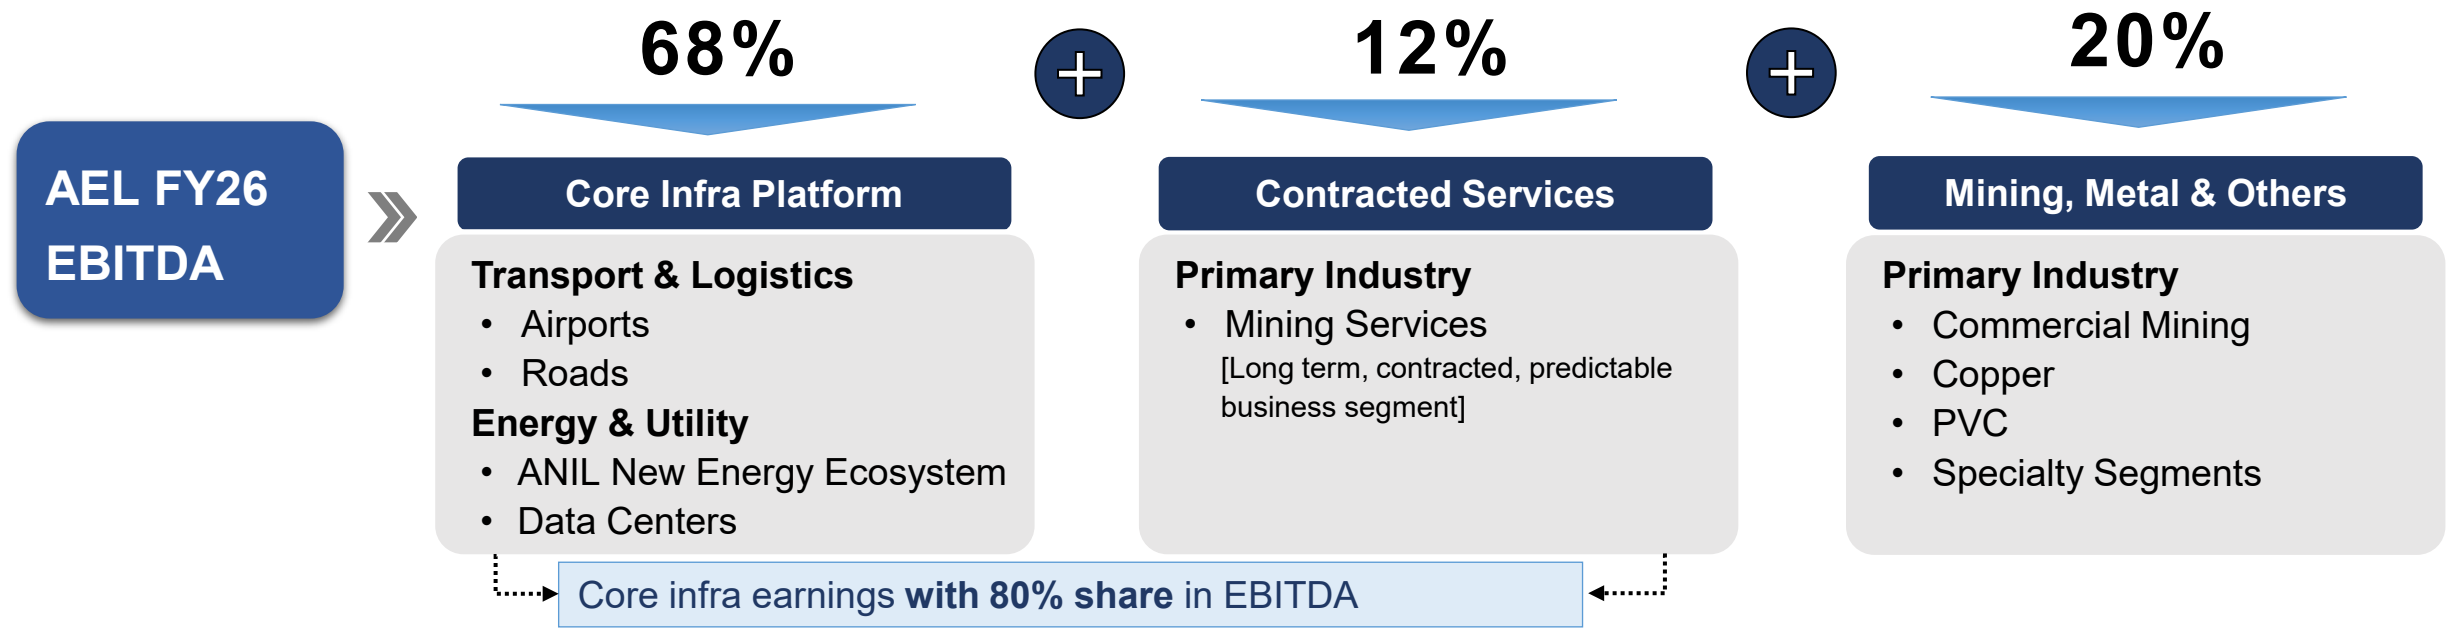 AEL FY26
EBITDA
68%
Core Infra Platform
Transport & Logistics
• Airports
• Roads
Energy & Utility
• ANIL New Energy Ecosystem
• Data Centers
+
12%
Contracted Services
Primary Industry
• Mining Services
[Long term, contracted, predictable
business segment]
+
20%
Mining, Metal & Others
Primary Industry
• Commercial Mining
• Copper
• PVC
• Specialty Segments
Core infra earnings with 80% share in EBITDA